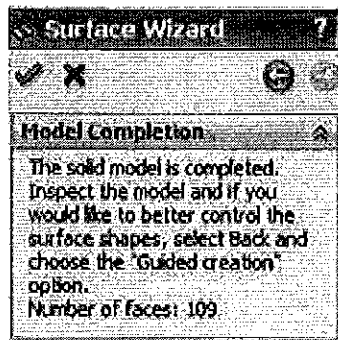 Surface Wizard ?
Model Completion
The solid model is completed.
Inspect the model and if you
would like to better control the
surface shapes, select Back and
choose the "Guided creation"
option.
Number of faces: 109